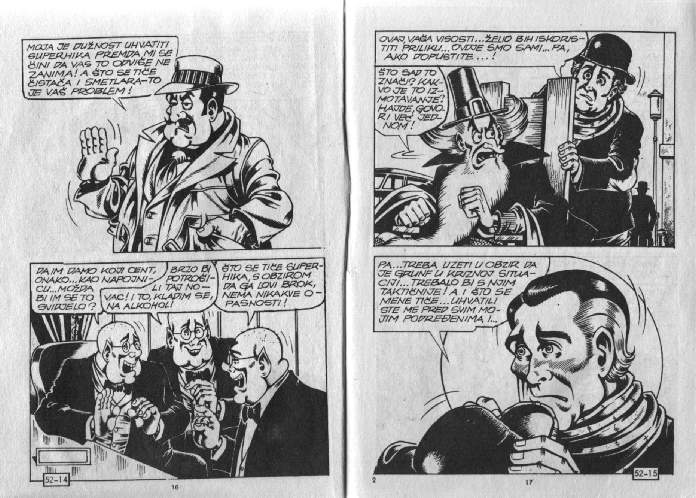 MOJA JE DUŽNOST UHVATITI
SUPERHIKA PREMDA MI SE
ČINI DA VAS TO ODVIŠE NE
ZANIMA! A ŠTO SE TIČE
ČISTAČA I SMETLARA-TO
JE VAŠ PROBLEM!
DA IM DAMO KOJI CENT,
ONAKO...KAO NAPOJNI-
CU...MOŽDA
BI IM SE TO
SVIDJELO?
BRZO BI
POTROŠI-
LI TAJ NO-
VAC! I TO, KLADIM SE,
NA ALKOHOL!
ŠTO SE TIČE SUPER-
HIKA, S OBZIROM
DA GA LOVI BROK,
NEMA NIKAKVE O-
PASNOSTI!
52-14
16
OVAJ, VAŠA VISOSTI...ŽELIO BIH ISKORIS-
TITI PRILIKU...OVDJE SMO SAMI...PA,
AKO DOPUSTITE...!
ŠTO SAD TO
ZNAČI? KAK-
VO JE TO IZ-
MOTAVANJE?
HAJDE, GOVO-
RI VEĆ JED-
NOM!
PA...TREBA UZETI U OBZIR DA
JE GRUNF U KRIZNOJ SITUA-
CIJI...TREBALO BI S NJIM
TAKTIČNIJE! A I ŠTO SE
MENE TIČE...UHVATILI
STE ME PRED SVIM MO-
JIM PODREĐENIMA!...
2
17
52-15